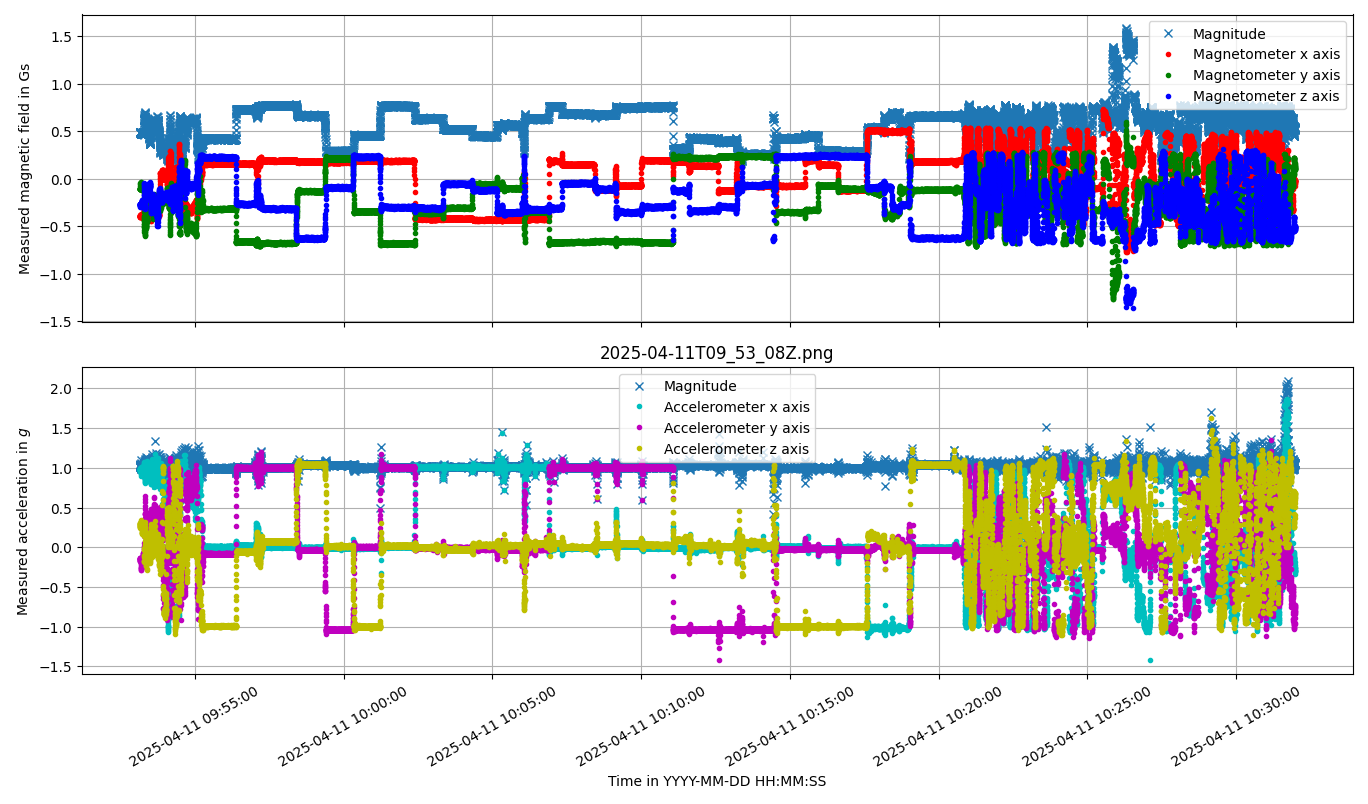 Measured magnetic field in Gs
1.5
1.0
0.5
0.0
−0.5
−1.0
−1.5
Magnitude
Magnetometer x axis
Magnetometer y axis
Magnetometer z axis
2025-04-11T09_53_08Z.png
Measured acceleration in g
2.0
1.5
1.0
0.5
0.0
−0.5
−1.0
−1.5
Magnitude
Accelerometer x axis
Accelerometer y axis
Accelerometer z axis
2025-04-11 09:55:00
2025-04-11 10:00:00
2025-04-11 10:05:00
2025-04-11 10:10:00
2025-04-11 10:15:00
2025-04-11 10:20:00
2025-04-11 10:25:00
2025-04-11 10:30:00
Time in YYYY-MM-DD HH:MM:SS